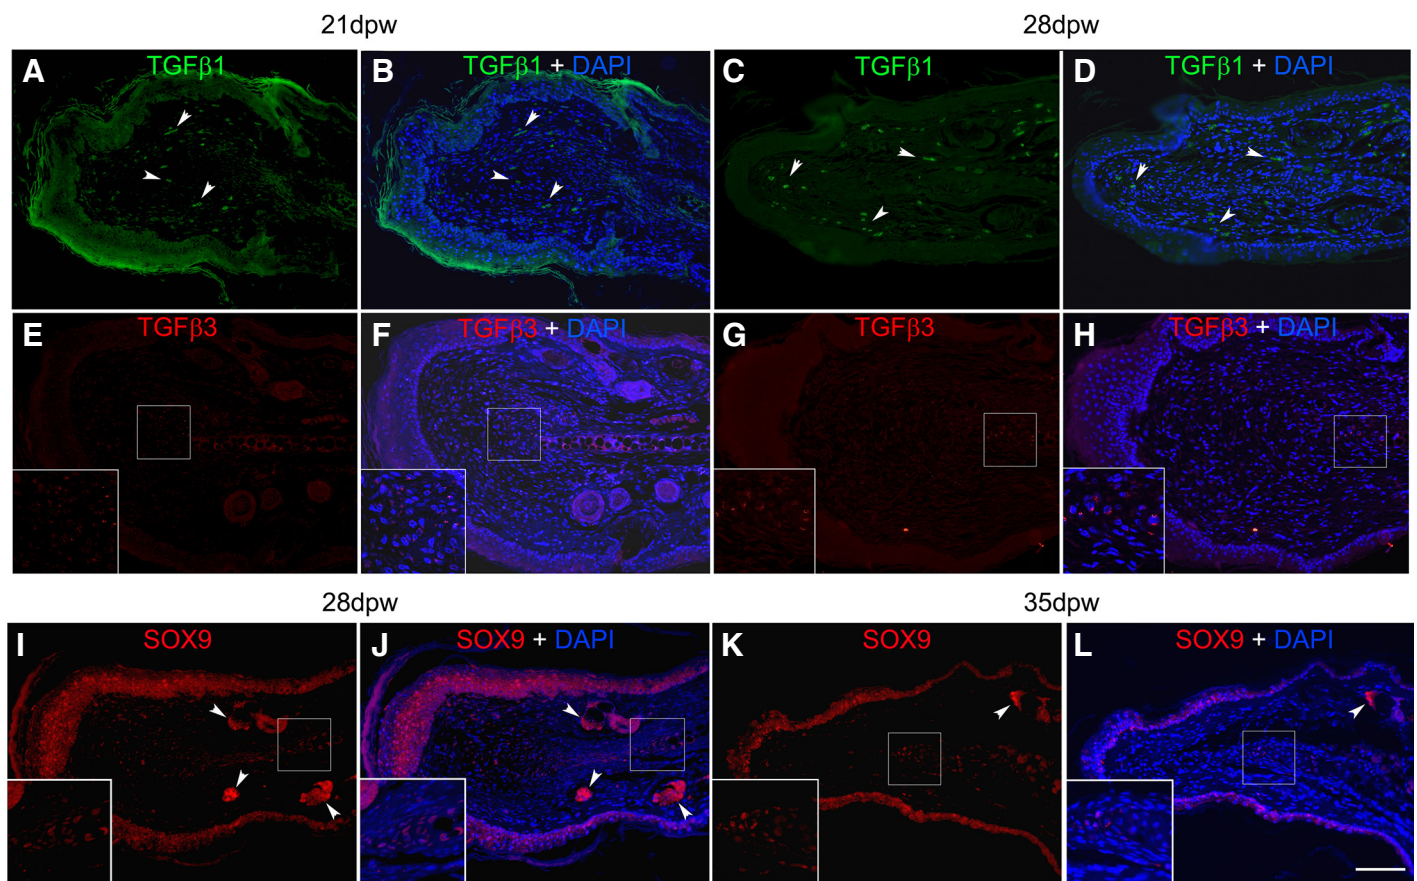 21dpw 28dpw
A TGFβ1 B TGFβ1 + DAPI C TGFβ1 D TGFβ1 + DAPI
E TGFβ3 F TGFβ3 + DAPI G TGFβ3 H TGFβ3 + DAPI
28dpw 35dpw
I SOX9 J SOX9 + DAPI K SOX9 L SOX9 + DAPI